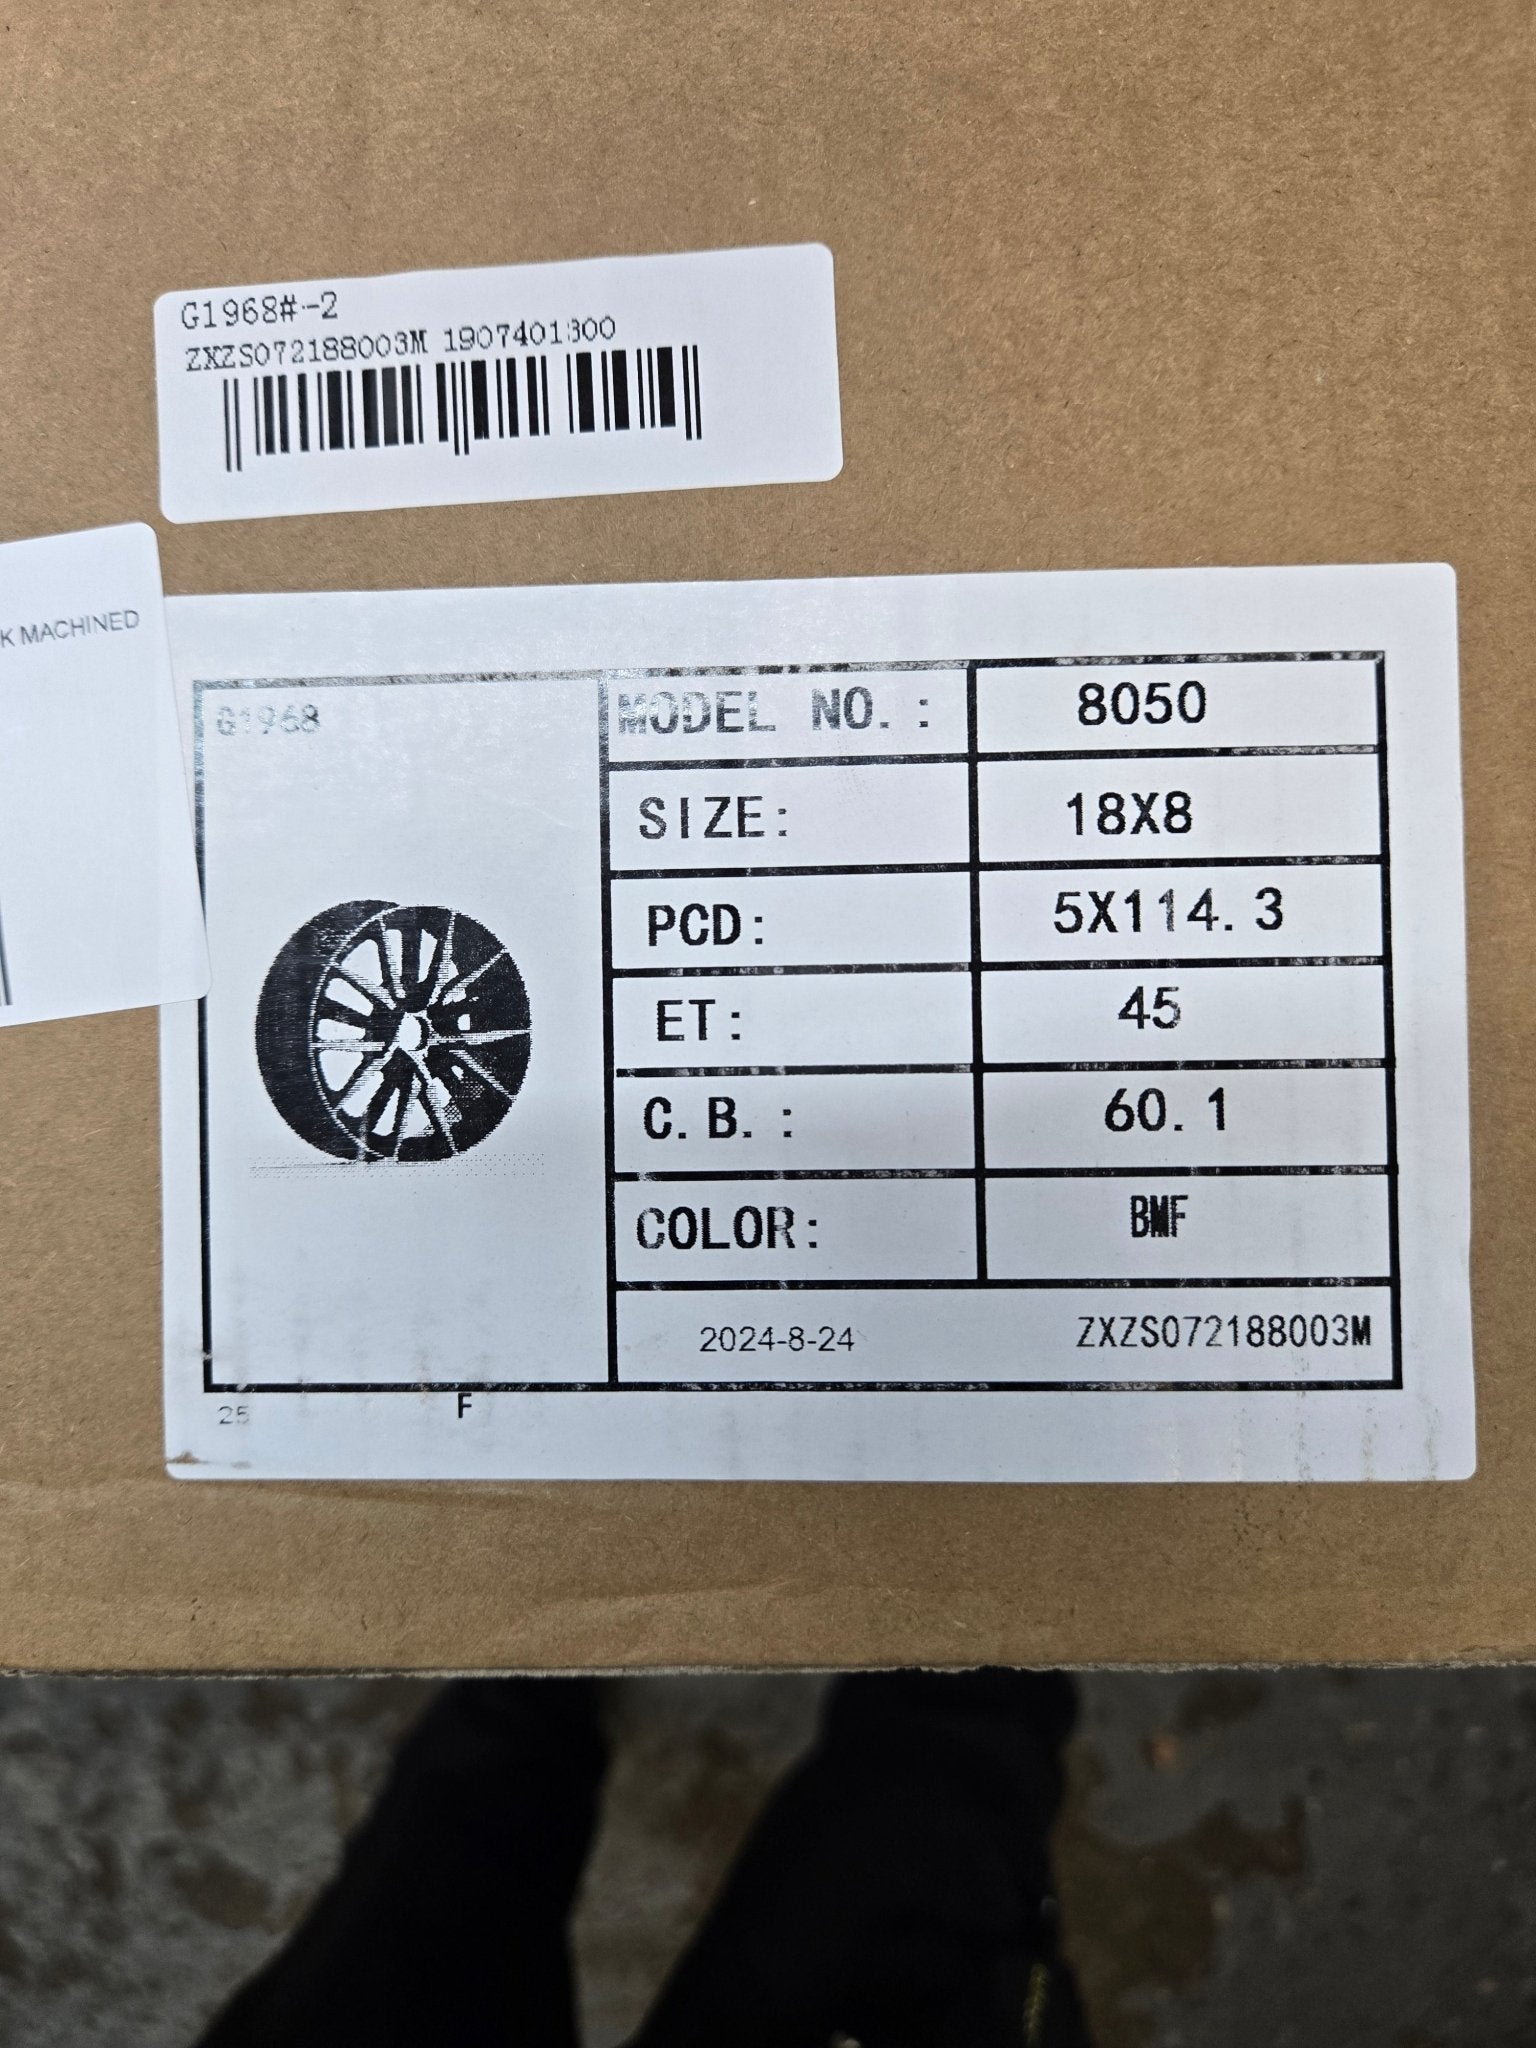 G1968#-2
ZXZS072188003M 1907401300
K MACHINED
G1968
MODEL NO.: 8050
SIZE: 18X8
PCD: 5X114.3
ET: 45
C.B.: 60.1
COLOR: BMF
2024-8-24 ZXZS072188003M
25 F